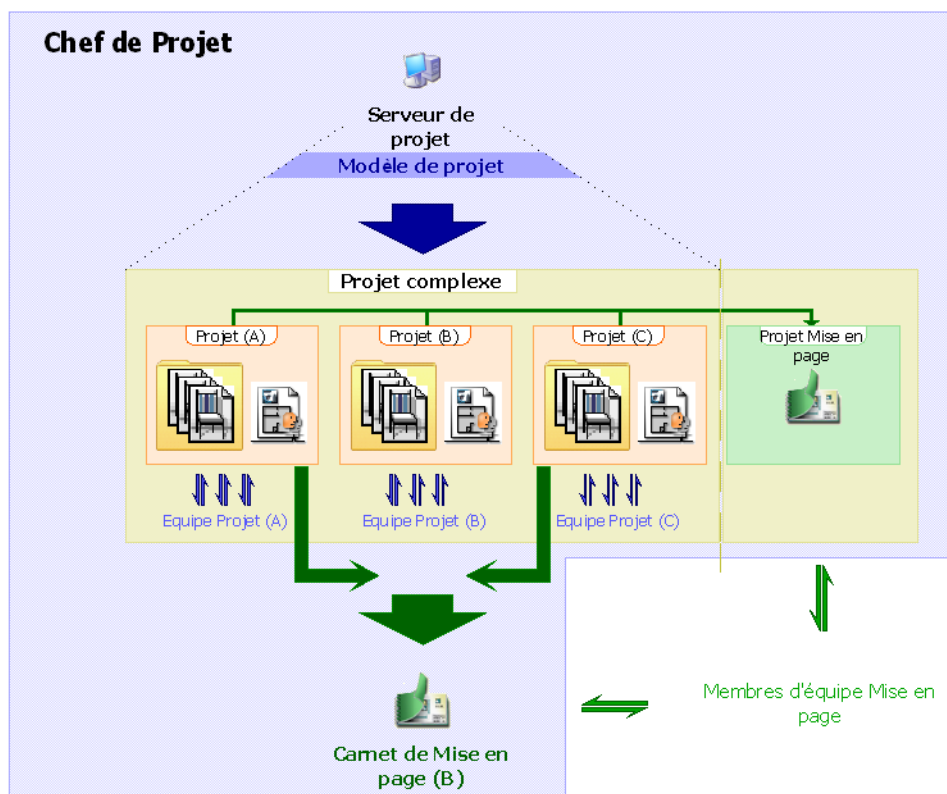 Chef de Projet
Serveur de
projet
Modèle de projet
Projet complexe
Projet (A)
Projet (B)
Projet (C)
Projet Mise en
page
Equipe Projet (A)
Equipe Projet (B)
Equipe Projet (C)
Membres d'équipe Mise en
page
Carnet de Mise en
page (B)